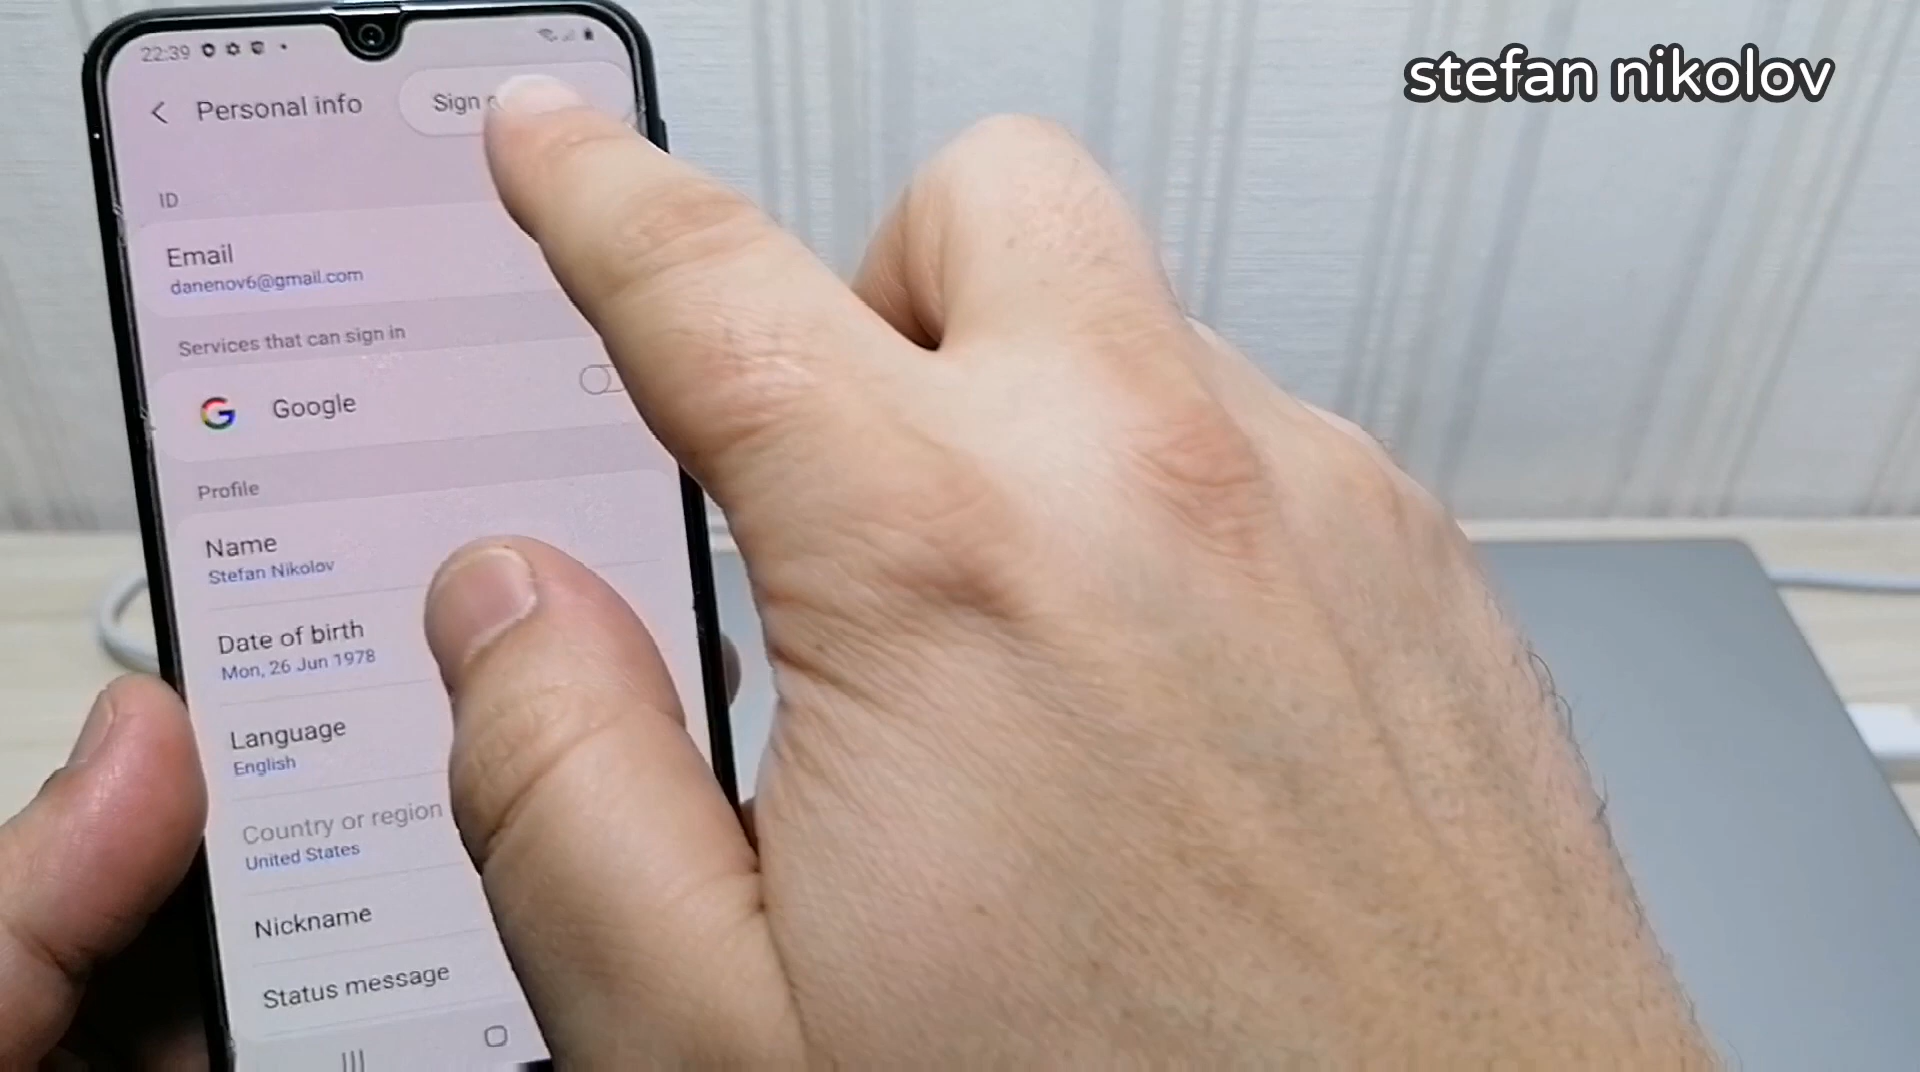 stefan nikolov
22:39
Personal info
Sign
ID
Email
danenov6@gmail.com
Services that can sign in
Google
Profile
Name
Stefan Nikolov
Date of birth
Mon, 26 Jun 1978
Language
English
Country or region
United States
Nickname
Status message